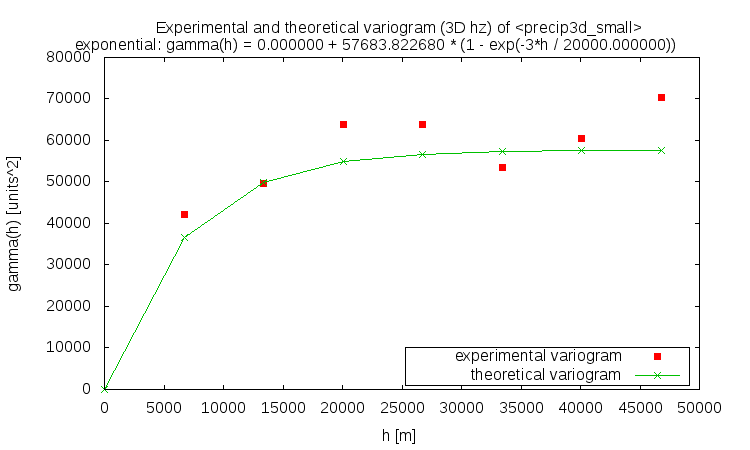 Experimental and theoretical variogram (3D hz) of <precip3d_small>
exponential: gamma(h) = 0.000000 + 57683.822680 * (1 - exp(-3*h / 20000.000000))
80000
70000
60000
50000
40000
30000
20000
10000
0
gamma(h) [units^2]
experimental variogram
theoretical variogram
0 5000 10000 15000 20000 25000 30000 35000 40000 45000 50000
h [m]